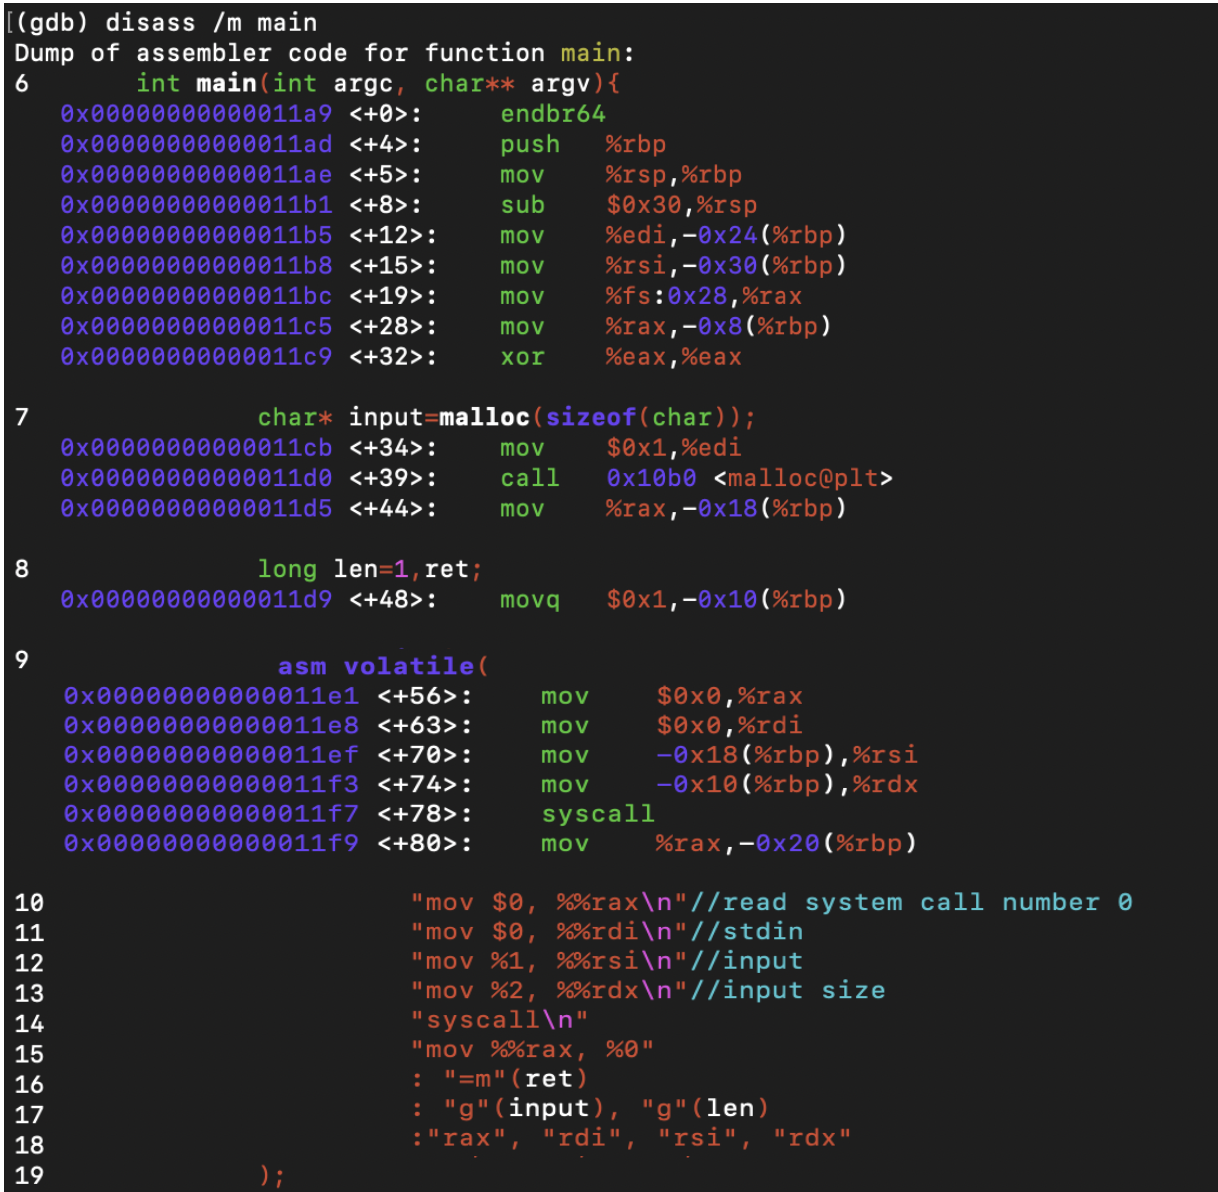 [(gdb) disass /m main
Dump of assembler code for function main:
6 int main(int argc, char** argv){
0x00000000000011a9 <+0>: endbr64
0x00000000000011ad <+4>: push %rbp
0x00000000000011ae <+5>: mov %rsp,%rbp
0x00000000000011b1 <+8>: sub $0x30,%rsp
0x00000000000011b5 <+12>: mov %edi,-0x24(%rbp)
0x00000000000011b8 <+15>: mov %rsi,-0x30(%rbp)
0x00000000000011bc <+19>: mov %fs:0x28,%rax
0x00000000000011c5 <+28>: mov %rax,-0x8(%rbp)
0x00000000000011c9 <+32>: xor %eax,%eax
7 char* input=malloc(sizeof(char));
0x00000000000011cb <+34>: mov $0x1,%edi
0x00000000000011d0 <+39>: call 0x10b0 <malloc@plt>
0x00000000000011d5 <+44>: mov %rax,-0x18(%rbp)
8 long len=1,ret;
0x00000000000011d9 <+48>: movq $0x1,-0x10(%rbp)
9 asm volatile(
0x00000000000011e1 <+56>: mov $0x0,%rax
0x00000000000011e8 <+63>: mov $0x0,%rdi
0x00000000000011ef <+70>: mov -0x18(%rbp),%rsi
0x00000000000011f3 <+74>: mov -0x10(%rbp),%rdx
0x00000000000011f7 <+78>: syscall
0x00000000000011f9 <+80>: mov %rax,-0x20(%rbp)
10 "mov $0, %%rax\n"//read system call number 0
11 "mov $0, %%rdi\n"//stdin
12 "mov %1, %%rsi\n"//input
13 "mov %2, %%rdx\n"//input size
14 "syscall\n"
15 "mov %%rax, %0"
16 : "=m"(ret)
17 : "g"(input), "g"(len)
18 :"rax", "rdi", "rsi", "rdx"
19 );